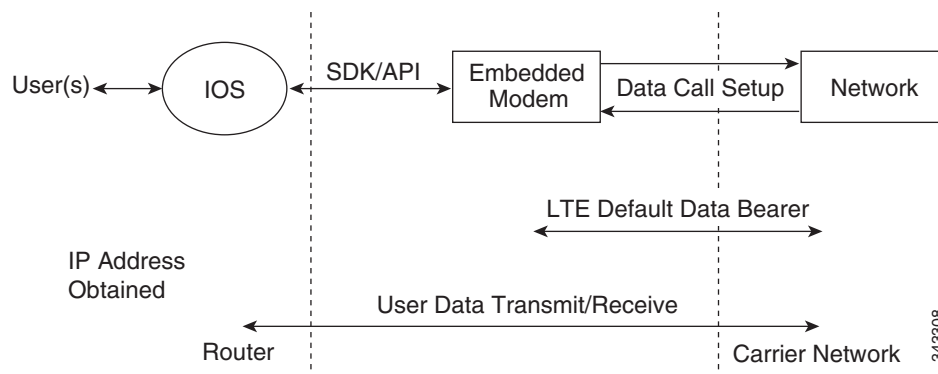 User(s)
IOS
SDK/API
Embedded
Modem
Data Call Setup
Network
LTE Default Data Bearer
IP Address
Obtained
User Data Transmit/Receive
Router
Carrier Network